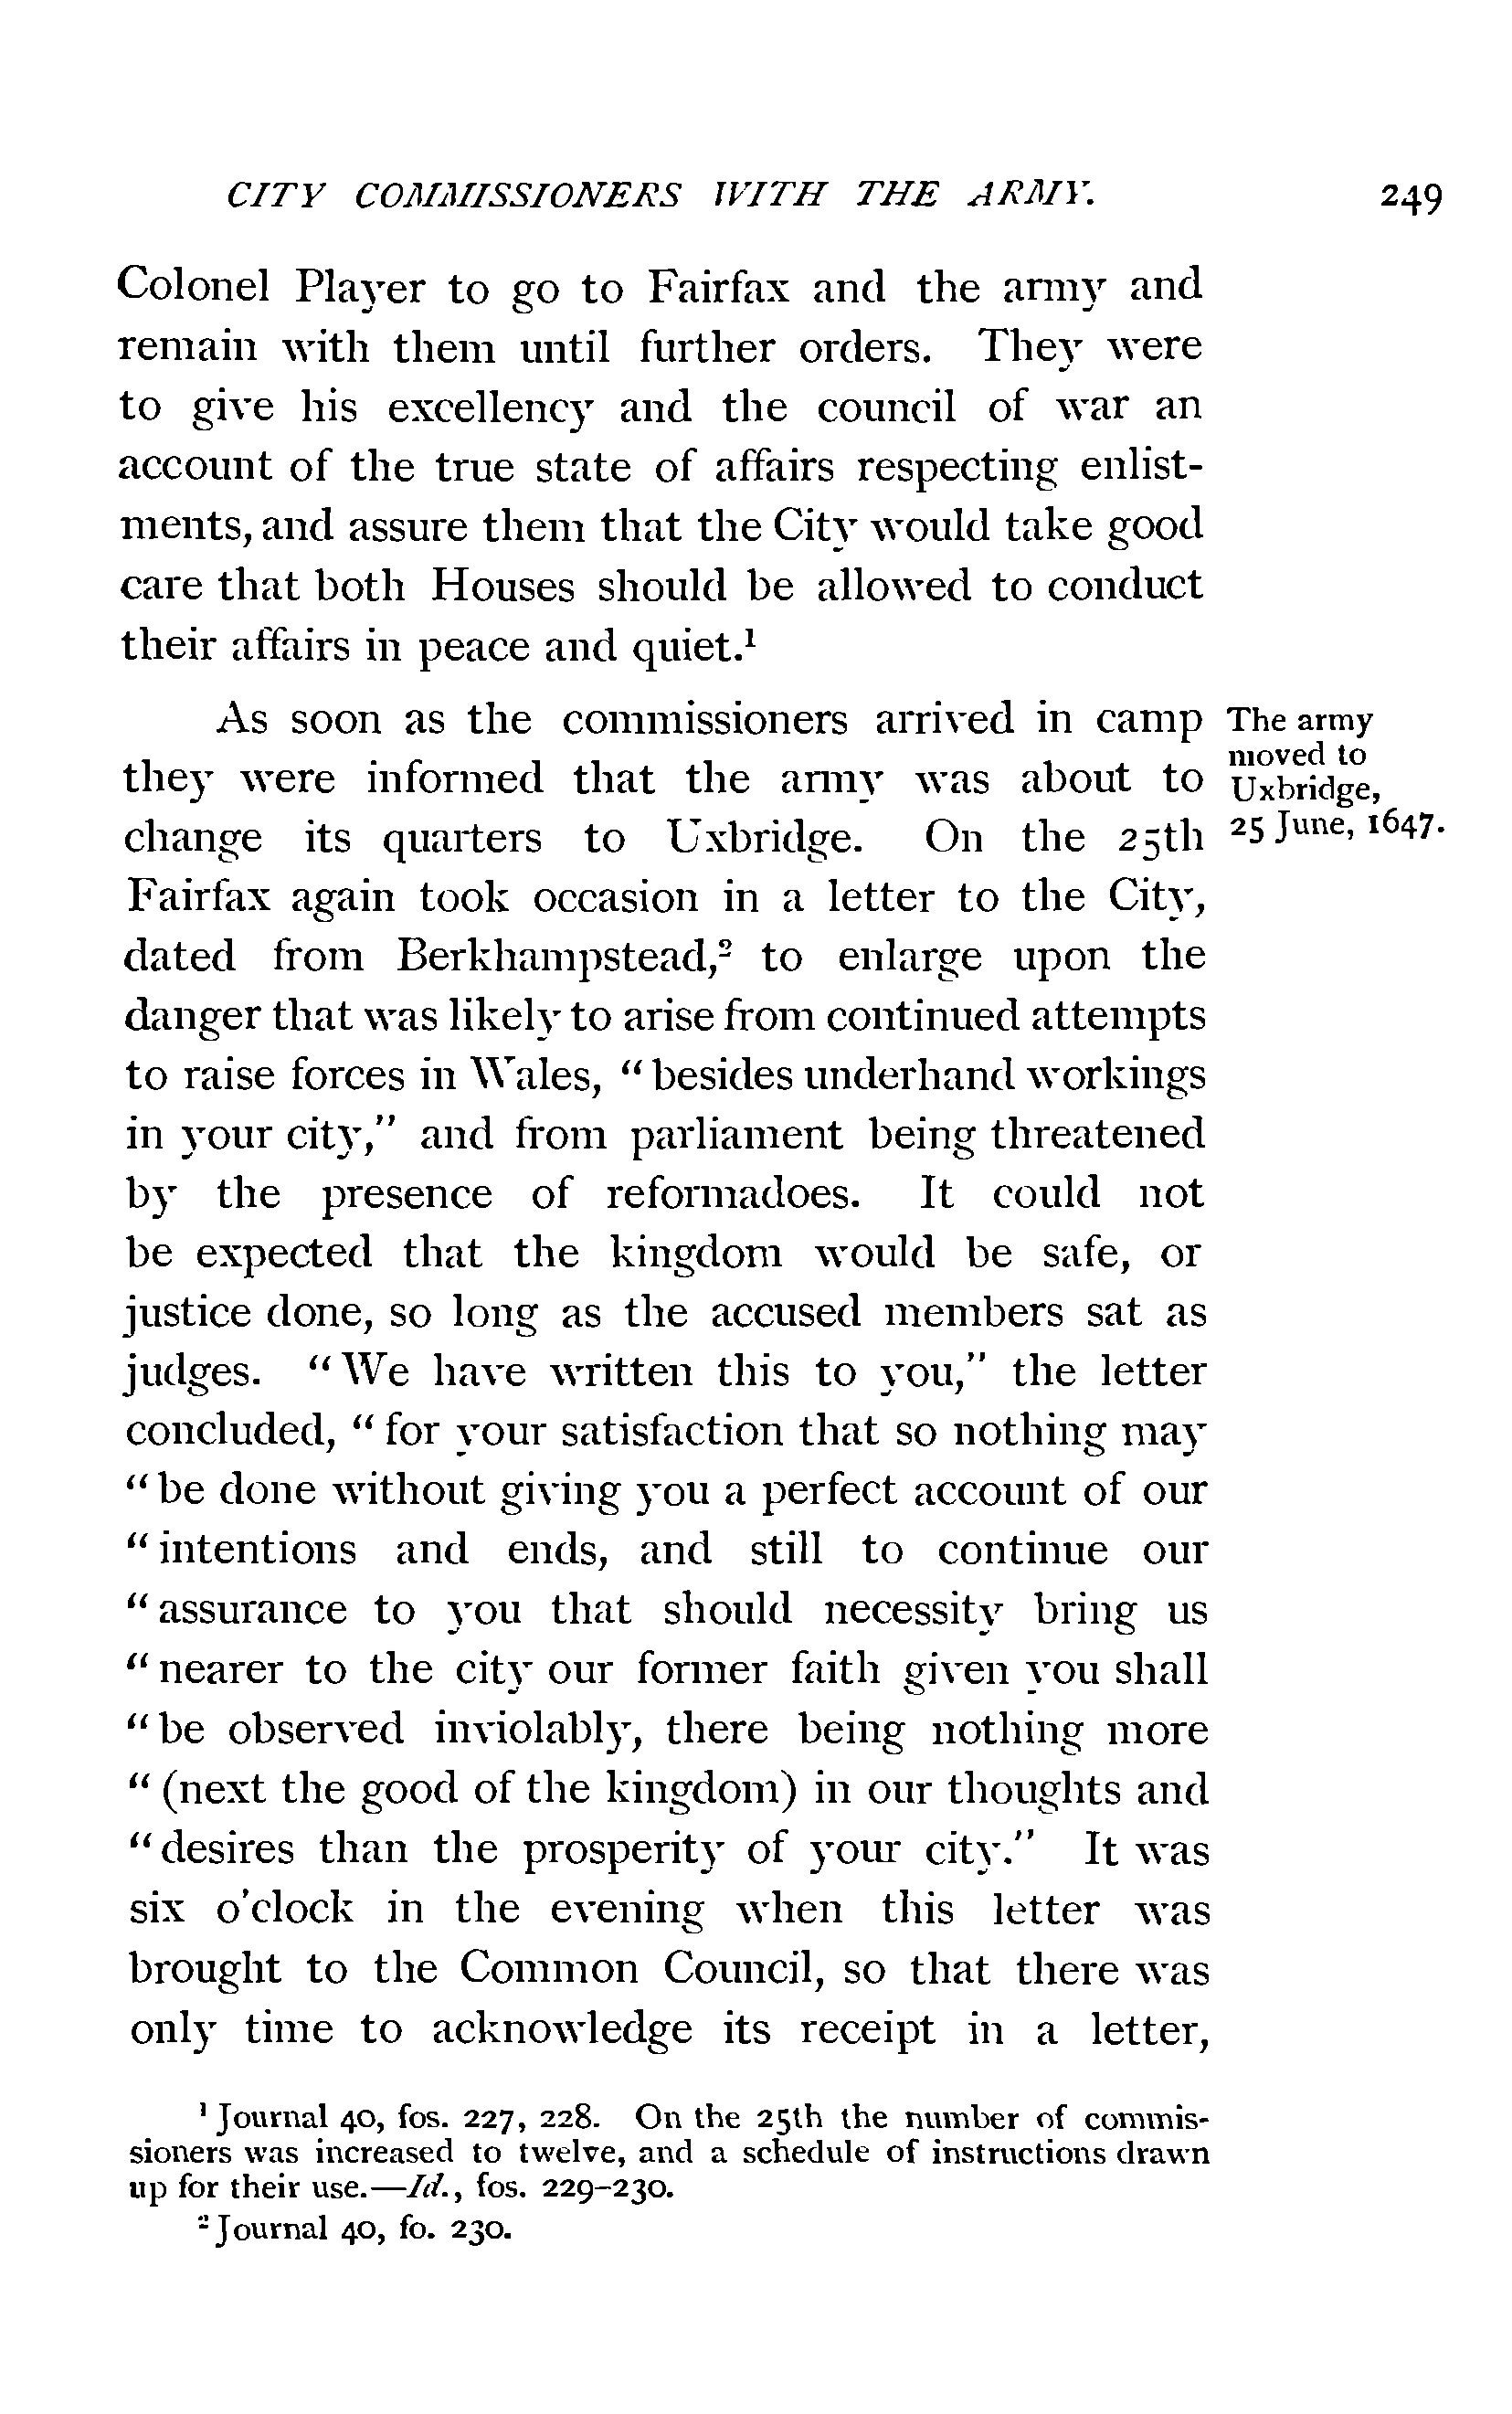 CITY COMMISSIONERS WITH THE ARMY. 249
Colonel Player to go to Fairfax and the army and
remain with them until further orders. They were
to give his excellency and the council of war an
account of the true state of affairs respecting enlist-
ments, and assure them that the City would take good
care that both Houses should be allowed to conduct
their affairs in peace and quiet.¹
As soon as the commissioners arrived in camp
they were informed that the army was about to
change its quarters to Uxbridge. On the 25th
Fairfax again took occasion in a letter to the City,
dated from Berkhampstead,² to enlarge upon the
danger that was likely to arise from continued attempts
to raise forces in Wales, “besides underhand workings
in your city,” and from parliament being threatened
by the presence of reformadoes. It could not
be expected that the kingdom would be safe, or
justice done, so long as the accused members sat as
judges. “We have written this to you,” the letter
concluded, “for your satisfaction that so nothing may
“be done without giving you a perfect account of our
“intentions and ends, and still to continue our
“assurance to you that should necessity bring us
“nearer to the city our former faith given you shall
“be observed inviolably, there being nothing more
“(next the good of the kingdom) in our thoughts and
“desires than the prosperity of your city.” It was
six o'clock in the evening when this letter was
brought to the Common Council, so that there was
only time to acknowledge its receipt in a letter,
The army
moved to
Uxbridge,
25 June, 1647.
¹ Journal 40, fos. 227, 228. On the 25th the number of commis-
sioners was increased to twelve, and a schedule of instructions drawn
up for their use.—Id., fos. 229–230.
² Journal 40, fo. 230.